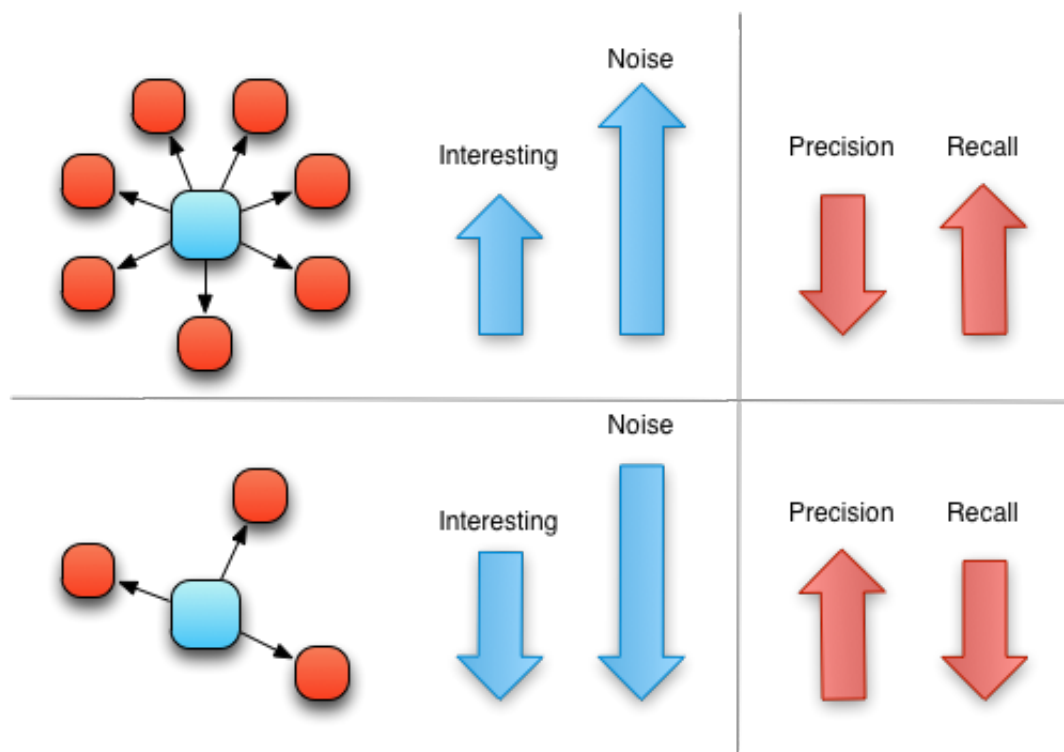 Noise
Interesting
Precision
Recall
Noise
Interesting
Precision
Recall